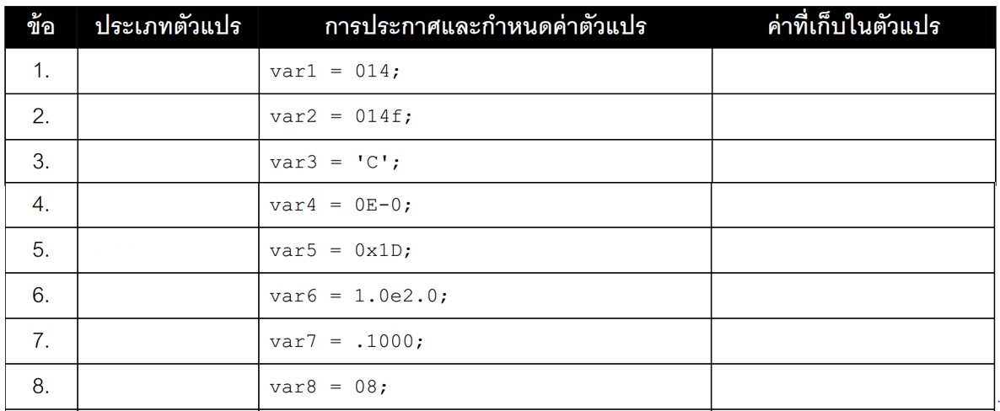 ข้อ ประเภทตัวแปร การประกาศและกำหนดค่าตัวแปร ค่าที่เก็บในตัวแปร
1. var1 = 014;
2. var2 = 014f;
3. var3 = 'C';
4. var4 = 0E-0;
5. var5 = 0x1D;
6. var6 = 1.0e2.0;
7. var7 = .1000;
8. var8 = 08;